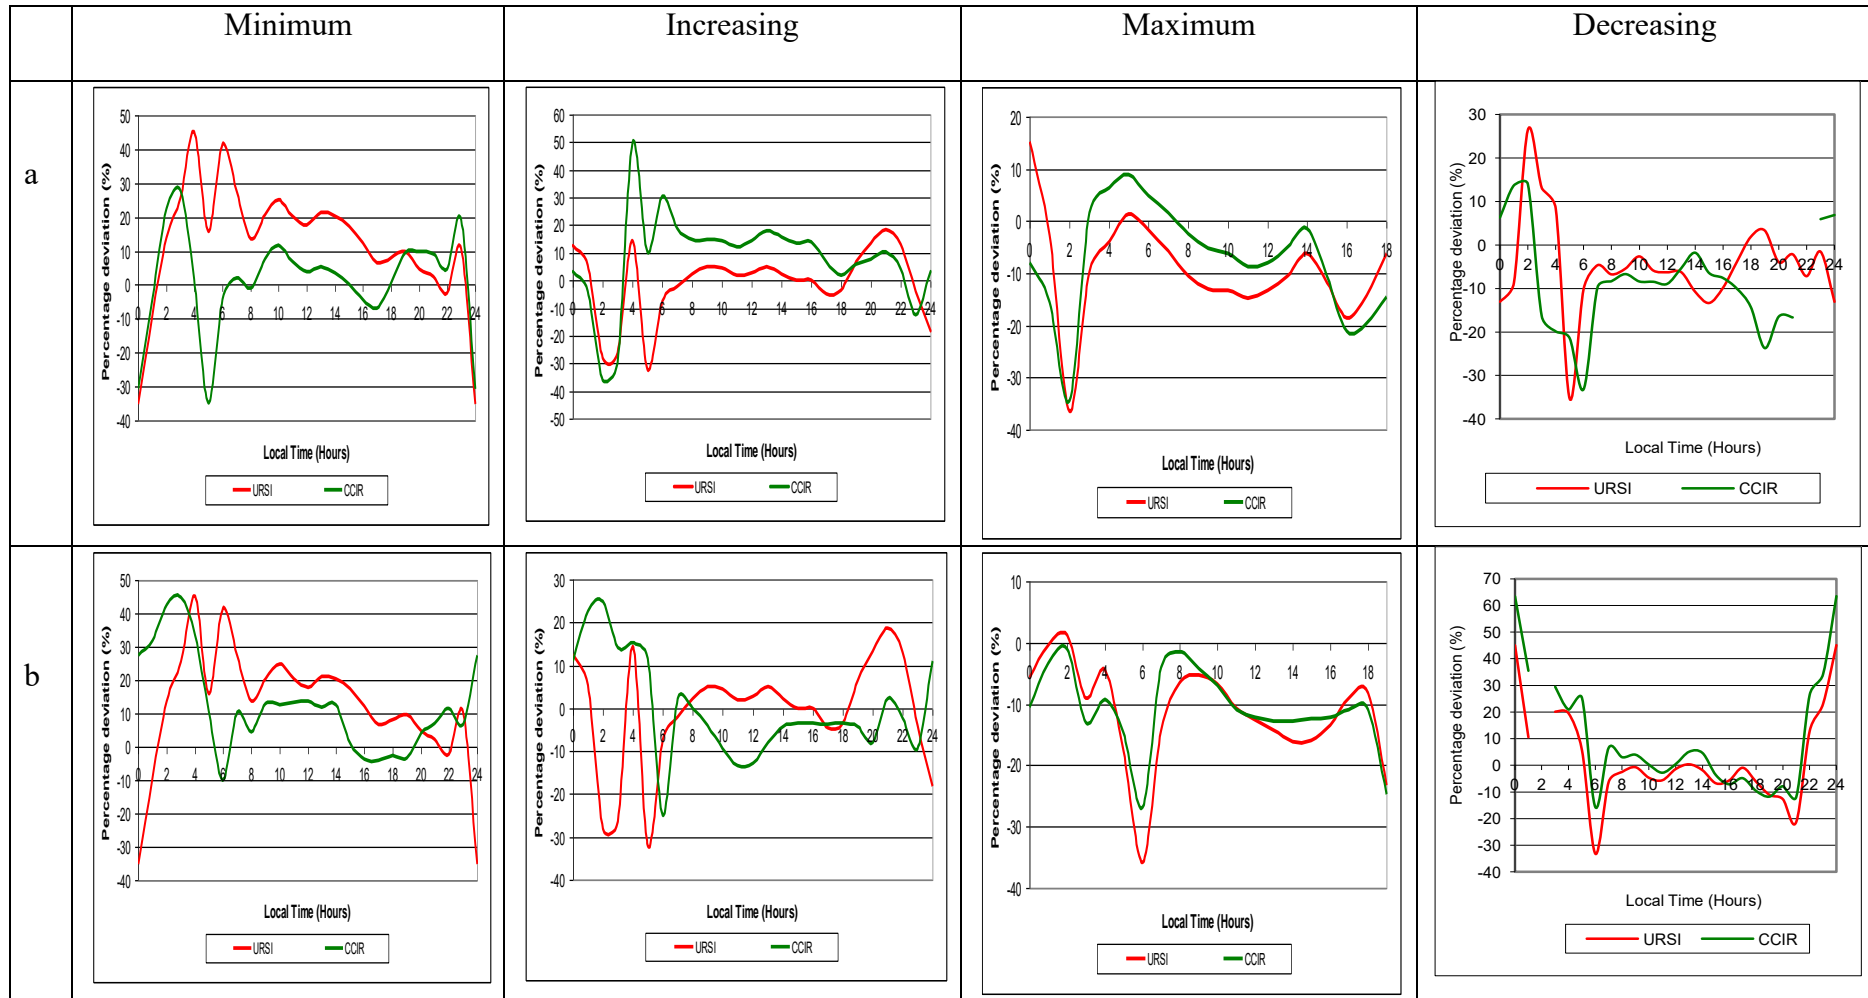 Minimum Increasing Maximum Decreasing
a
Percentage deviation (%)
50
40
30
20
10
0
-10
-20
-30
-40
0 2 4 6 8 10 12 14 16 18 20 22 24
Local Time (Hours)
URSI CCIR
Percentage deviation (%)
60
50
40
30
20
10
0
-10
-20
-30
-40
-50
0 2 4 6 8 10 12 14 16 18 20 22 24
Local Time (Hours)
URSI CCIR
Percentage deviation (%)
20
10
0
-10
-20
-30
-40
0 2 4 6 8 10 12 14 16 18
Local Time (Hours)
URSI CCIR
Percentage deviation (%)
30
20
10
0
-10
-20
-30
-40
0 2 4 6 8 10 12 14 16 18 20 22 24
Local Time (Hours)
URSI CCIR
b
Percentage deviation (%)
50
40
30
20
10
0
-10
-20
-30
-40
0 2 4 6 8 10 12 14 16 18 20 22 24
Local Time (Hours)
URSI CCIR
Percentage deviation (%)
30
20
10
0
-10
-20
-30
-40
0 2 4 6 8 10 12 14 16 18 20 22 24
Local Time (Hours)
URSI CCIR
Percentage deviation (%)
10
0
-10
-20
-30
-40
0 2 4 6 8 10 12 14 16 18
Local Time (Hours)
URSI CCIR
Percentage deviation (%)
70
60
50
40
30
20
10
0
-10
-20
-30
-40
0 2 4 6 8 10 12 14 16 18 20 22 24
Local Time (Hours)
URSI CCIR